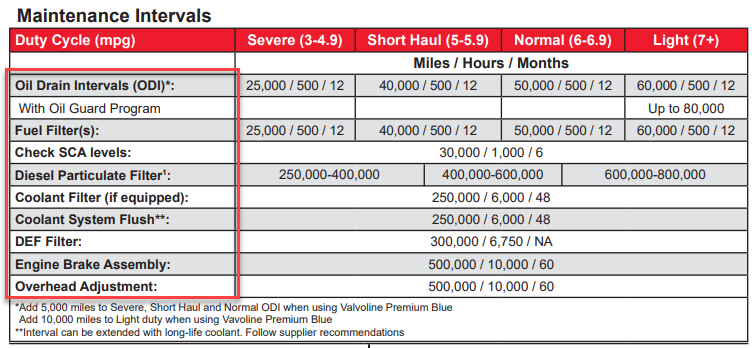 Maintenance Intervals
Duty Cycle (mpg) Severe (3-4.9) Short Haul (5-5.9) Normal (6-6.9) Light (7+)
Miles / Hours / Months
Oil Drain Intervals (ODI)*: 25,000 / 500 / 12 40,000 / 500 / 12 50,000 / 500 / 12 60,000 / 500 / 12
With Oil Guard Program Up to 80,000
Fuel Filter(s): 25,000 / 500 / 12 40,000 / 500 / 12 50,000 / 500 / 12 60,000 / 500 / 12
Check SCA levels: 30,000 / 1,000 / 6
Diesel Particulate Filter¹: 250,000-400,000 400,000-600,000 600,000-800,000
Coolant Filter (if equipped): 250,000 / 6,000 / 48
Coolant System Flush**: 250,000 / 6,000 / 48
DEF Filter: 300,000 / 6,750 / NA
Engine Brake Assembly: 500,000 / 10,000 / 60
Overhead Adjustment: 500,000 / 10,000 / 60
*Add 5,000 miles to Severe, Short Haul and Normal ODI when using Valvoline Premium Blue
Add 10,000 miles to Light duty when using Vavoline Premium Blue
**Interval can be extended with long-life coolant. Follow supplier recommendations